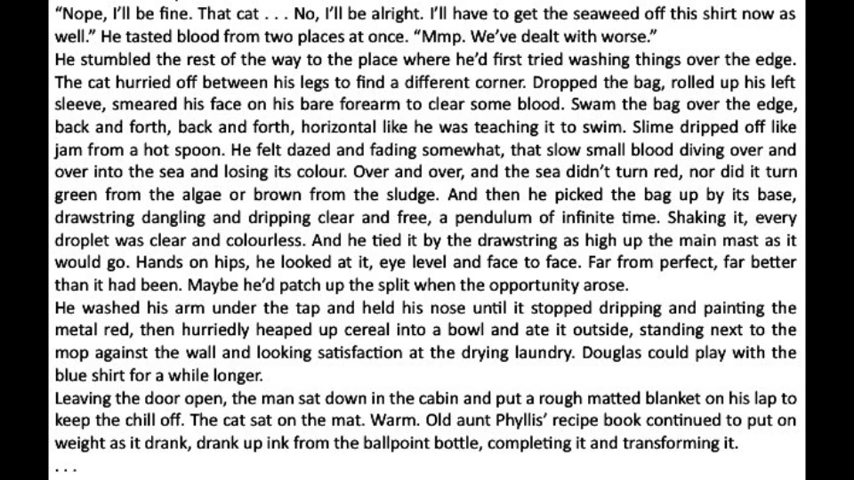 “Nope, I’ll be fine. That cat . . . No, I’ll be alright. I’ll have to get the seaweed off this shirt now as
well.” He tasted blood from two places at once. “Mmp. We’ve dealt with worse.”
He stumbled the rest of the way to the place where he’d first tried washing things over the edge.
The cat hurried off between his legs to find a different corner. Dropped the bag, rolled up his left
sleeve, smeared his face on his bare forearm to clear some blood. Swam the bag over the edge,
back and forth, back and forth, horizontal like he was teaching it to swim. Slime dripped off like
jam from a hot spoon. He felt dazed and fading somewhat, that slow small blood diving over and
over into the sea and losing its colour. Over and over, and the sea didn’t turn red, nor did it turn
green from the algae or brown from the sludge. And then he picked the bag up by its base,
drawstring dangling and dripping clear and free, a pendulum of infinite time. Shaking it, every
droplet was clear and colourless. And he tied it by the drawstring as high up the main mast as it
would go. Hands on hips, he looked at it, eye level and face to face. Far from perfect, far better
than it had been. Maybe he’d patch up the split when the opportunity arose.
He washed his arm under the tap and held his nose until it stopped dripping and painting the
metal red, then hurriedly heaped up cereal into a bowl and ate it outside, standing next to the
mop against the wall and looking satisfaction at the drying laundry. Douglas could play with the
blue shirt for a while longer.
Leaving the door open, the man sat down in the cabin and put a rough matted blanket on his lap to
keep the chill off. The cat sat on the mat. Warm. Old aunt Phyllis’ recipe book continued to put on
weight as it drank, drank up ink from the ballpoint bottle, completing it and transforming it.
. . .